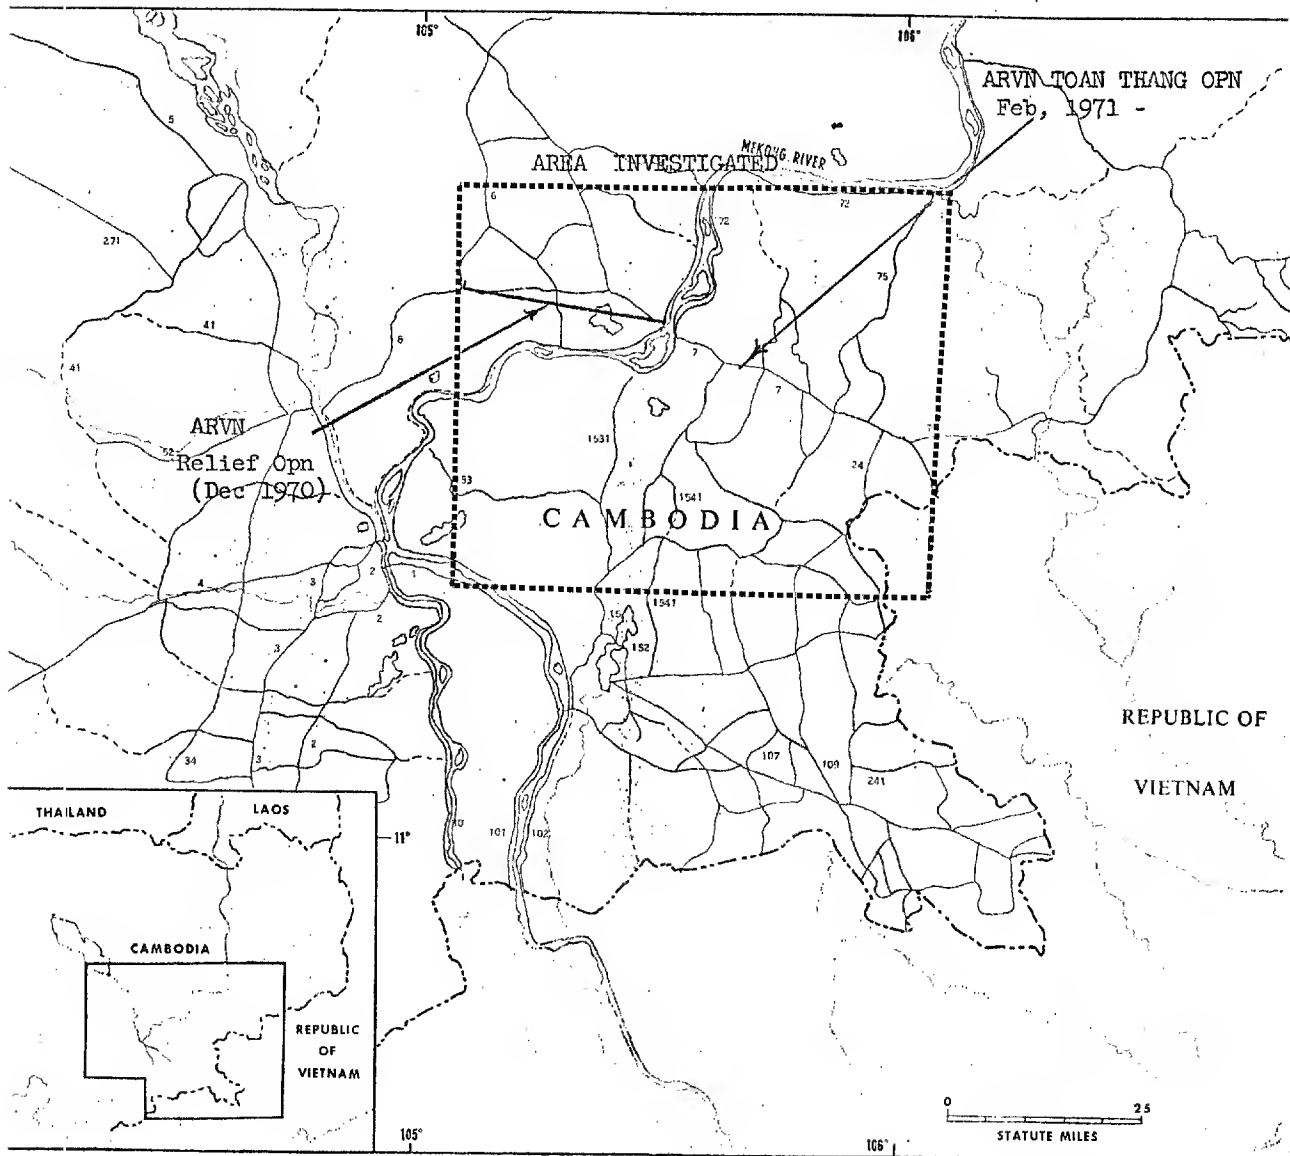 105°
106°
ARVN TOAN THANG OPN
Feb, 1971 -
MEKONG RIVER
AREA INVESTIGATED
5
6
72
72
271
75
41
6
7
41
7
ARVN
Relief Opn
(Dec 1970)
52
1531
7
24
53
1541
CAMBODIA
4
3
2
1
2
1541
15
152
3
REPUBLIC OF
VIETNAM
34
3
2
107
109
241
THAILAND
LAOS
11°
101
102
CAMBODIA
REPUBLIC
OF
VIETNAM
0
25
STATUTE MILES
105°
106°